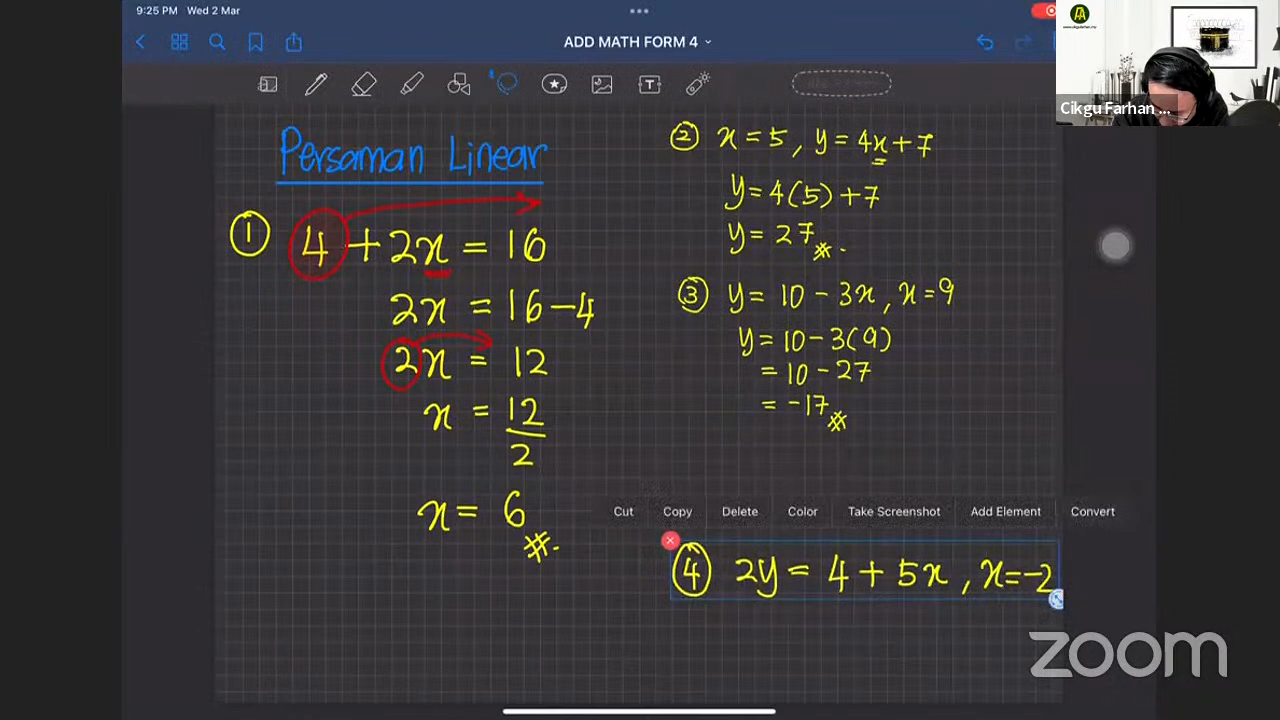 9:25 PM Wed 2 Mar
ADD MATH FORM 4
www.cikgufarhan.my
Cikgu Farhan ...
Persaman Linear
① 4 + 2x = 16
2x = 16 - 4
2x = 12
x = 12/2
x = 6 #.
② x = 5, y = 4x + 7
y = 4(5) + 7
y = 27 #.
③ y = 10 - 3x, x = 9
y = 10 - 3(9)
= 10 - 27
= -17 #
Cut Copy Delete Color Take Screenshot Add Element Convert
④ 2y = 4 + 5x, x = -2
zoom